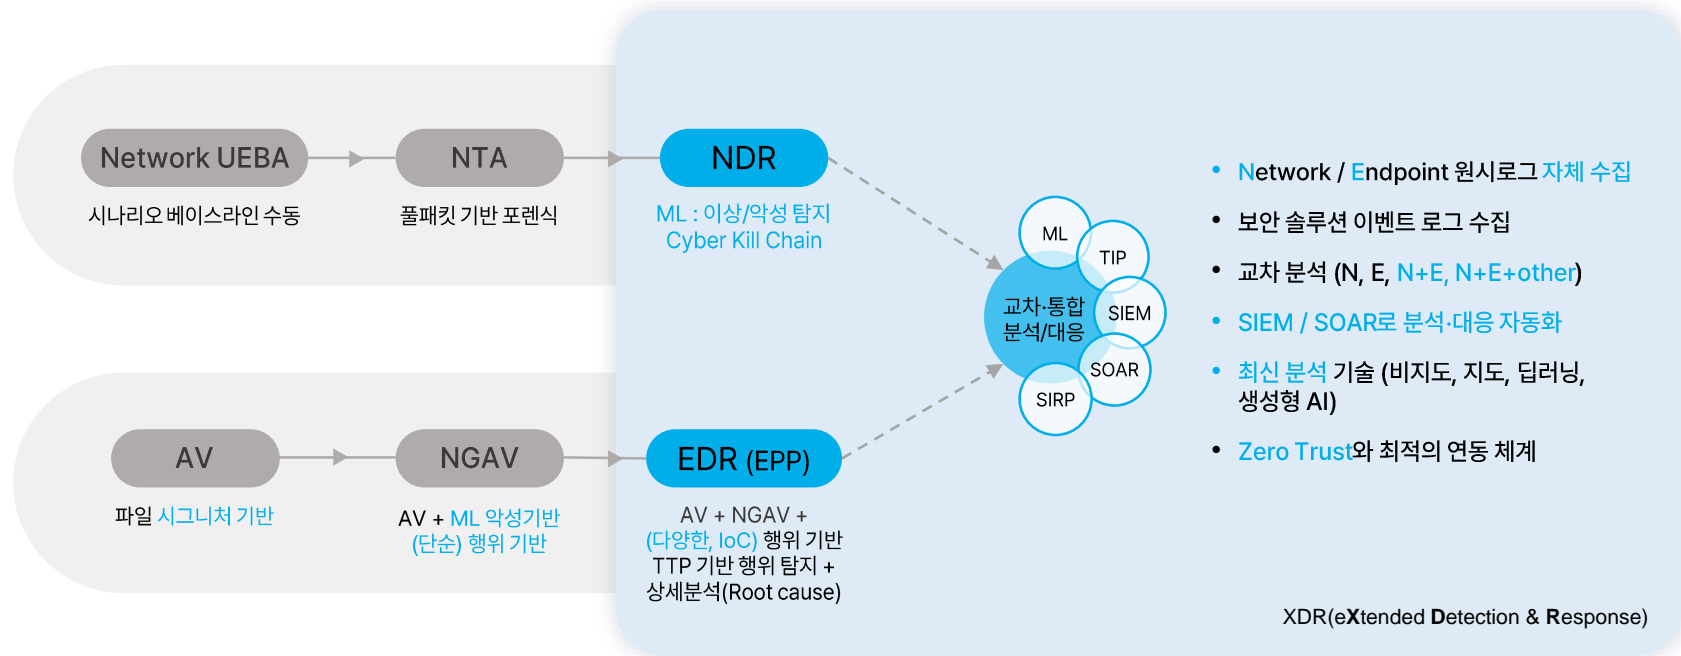 Network UEBA
시나리오 베이스라인 수동
NTA
풀패킷 기반 포렌식
NDR
ML : 이상/악성 탐지
Cyber Kill Chain
AV
파일 시그니처 기반
NGAV
AV + ML 악성기반
(단순) 행위 기반
EDR (EPP)
AV + NGAV +
(다양한, IoC) 행위 기반
TTP 기반 행위 탐지 +
상세분석(Root cause)
교차·통합
분석/대응
ML
TIP
SIEM
SOAR
SIRP
• Network / Endpoint 원시로그 자체 수집
• 보안 솔루션 이벤트 로그 수집
• 교차 분석 (N, E, N+E, N+E+other)
• SIEM / SOAR로 분석·대응 자동화
• 최신 분석 기술 (비지도, 지도, 딥러닝,
생성형 AI)
• Zero Trust와 최적의 연동 체계
XDR(eXtended Detection & Response)